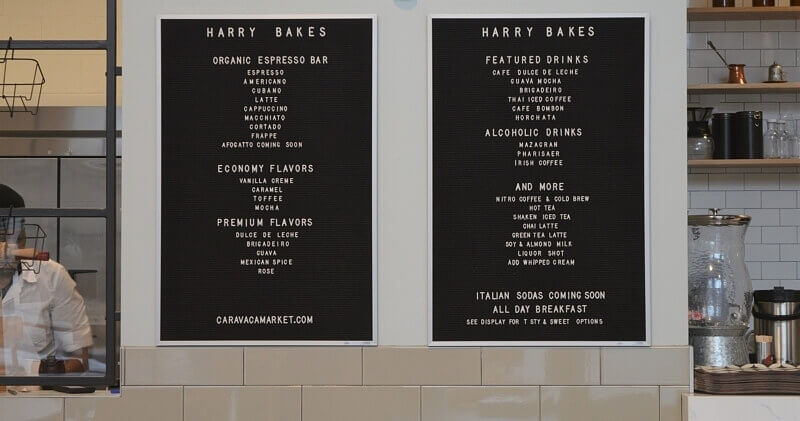 HARRY BAKES
ORGANIC ESPRESSO BAR
ESPRESSO
AMERICANO
CUBANO
LATTE
CAPPUCCINO
MACCHIATO
CORTADO
FRAPPE
AFOGATTO COMING SOON
ECONOMY FLAVORS
VANILLA CREME
CARAMEL
TOFFEE
MOCHA
PREMIUM FLAVORS
DULCE DE LECHE
BRIGADEIRO
GUAVA
MEXICAN SPICE
ROSE
CARAVACAMARKET.COM
HARRY BAKES
FEATURED DRINKS
CAFE DULCE DE LECHE
GUAVA MOCHA
BRIGADEIRO
THAI ICED COFFEE
CAFE BOMBON
HORCHATA
ALCOHOLIC DRINKS
MAZAGRAN
PHARISAER
IRISH COFFEE
AND MORE
NITRO COFFEE & COLD BREW
HOT TEA
SHAKEN ICED TEA
CHAI LATTE
GREEN TEA LATTE
SOY & ALMOND MILK
LIQUOR SHOT
ADD WHIPPED CREAM
ITALIAN SODAS COMING SOON
ALL DAY BREAKFAST
SEE DISPLAY FOR T STY & SWEET OPTIONS